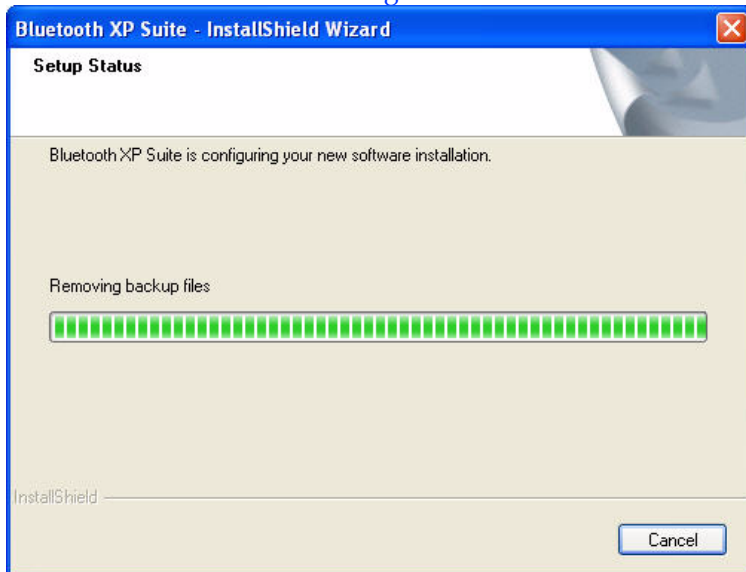 Bluetooth XP Suite - InstallShield Wizard
Setup Status
Bluetooth XP Suite is configuring your new software installation.
Removing backup files
InstallShield
Cancel